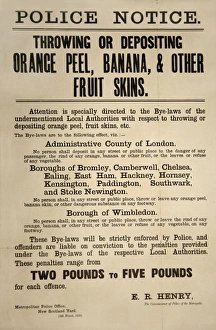 POLICE NOTICE.
THROWING OR DEPOSITING
ORANGE PEEL, BANANA, & OTHER
FRUIT SKINS.
Attention is specially directed to the Bye-laws of the
undermentioned Local Authorities with respect to throwing or
depositing orange peel, fruit skins, etc.
The Bye-laws are to the following effect, viz. :—
Administrative County of London.
No person shall deposit in any street or public place to the danger of any
passenger, the rind of any orange, banana or other fruit, or the leaves or refuse
of any vegetable.
Boroughs of Bromley, Camberwell, Chelsea,
Ealing, East Ham, Hackney, Hornsey,
Kensington, Paddington, Southwark,
and Stoke Newington.
No person shall, in any street or public place, throw or leave any orange peel,
banana skin, or other dangerous substance on any footway.
Borough of Wimbledon.
No person shall, in any street or public place, throw or leave the rind of any
orange, banana, or other fruit, or the leaves or refuse of any vegetable, on any
footway.
These Bye-laws will be strictly enforced by Police, and
offenders are liable on conviction to the penalties provided
under the Bye-laws of the respective Local Authorities.
These penalties range from
TWO POUNDS to FIVE POUNDS
for each offence.
E. R. HENRY,
The Commissioner of Police of the Metropolis.
Metropolitan Police Office,
New Scotland Yard.